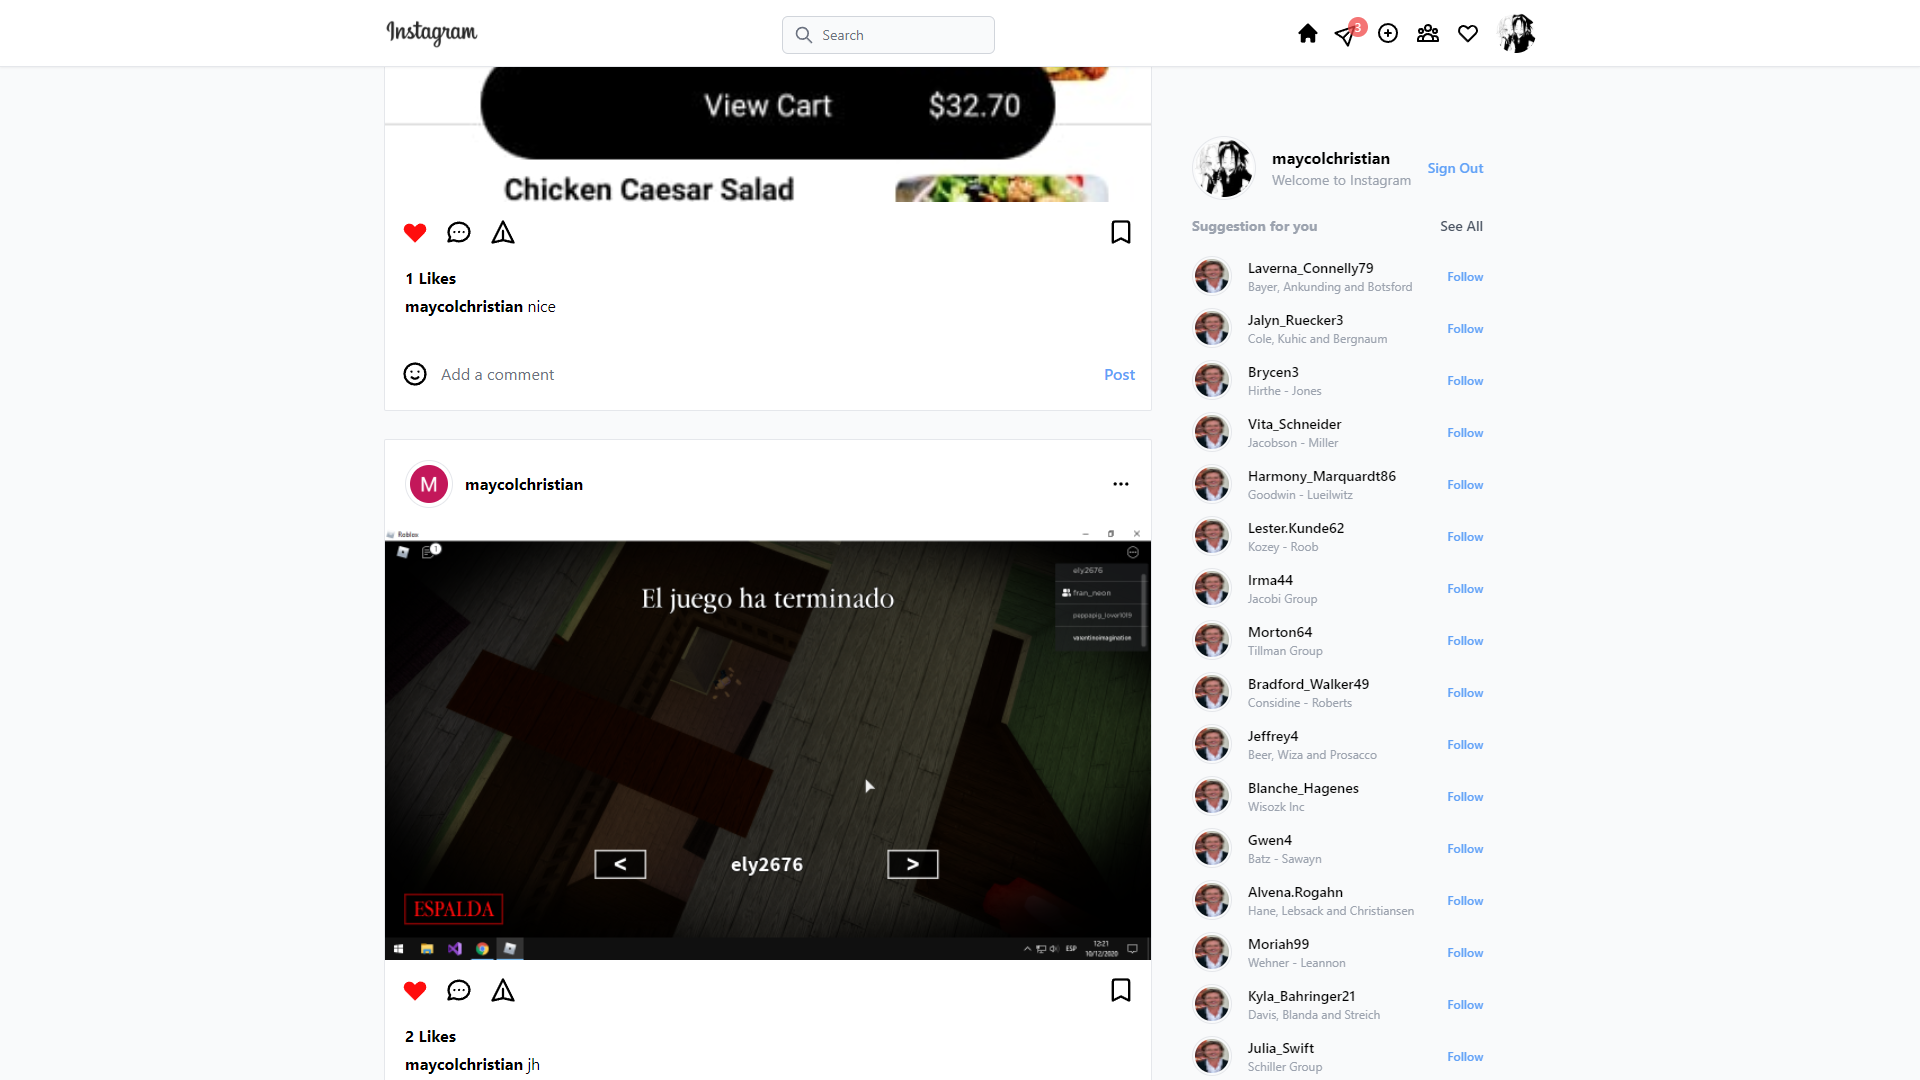 Instagram
Search
3
View Cart $32.70
Chicken Caesar Salad
1 Likes
maycolchristian nice
Add a comment
Post
M maycolchristian
Roblox
1
El juego ha terminado
ely2676
fran_neon
peppapig_lover1019
valentinoimagination
< ely2676 >
ESPALDA
ESP
12:21
10/12/2020
2 Likes
maycolchristian jh
maycolchristian
Welcome to Instagram
Sign Out
Suggestion for you
See All
Laverna_Connelly79
Bayer, Ankunding and Botsford
Follow
Jalyn_Ruecker3
Cole, Kuhic and Bergnaum
Follow
Brycen3
Hirthe - Jones
Follow
Vita_Schneider
Jacobson - Miller
Follow
Harmony_Marquardt86
Goodwin - Lueilwitz
Follow
Lester.Kunde62
Kozey - Roob
Follow
Irma44
Jacobi Group
Follow
Morton64
Tillman Group
Follow
Bradford_Walker49
Considine - Roberts
Follow
Jeffrey4
Beer, Wiza and Prosacco
Follow
Blanche_Hagenes
Wisozk Inc
Follow
Gwen4
Batz - Sawayn
Follow
Alvena.Rogahn
Hane, Lebsack and Christiansen
Follow
Moriah99
Wehner - Leannon
Follow
Kyla_Bahringer21
Davis, Blanda and Streich
Follow
Julia_Swift
Schiller Group
Follow